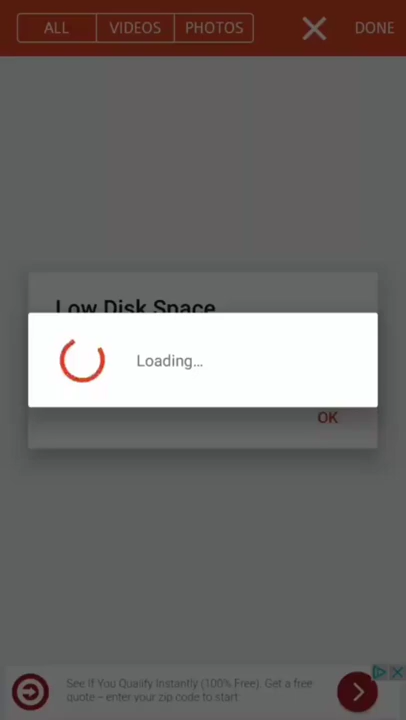 ALL VIDEOS PHOTOS DONE
Low Disk Space
Loading...
OK
See If You Qualify Instantly (100% Free). Get a free
quote – enter your zip code to start